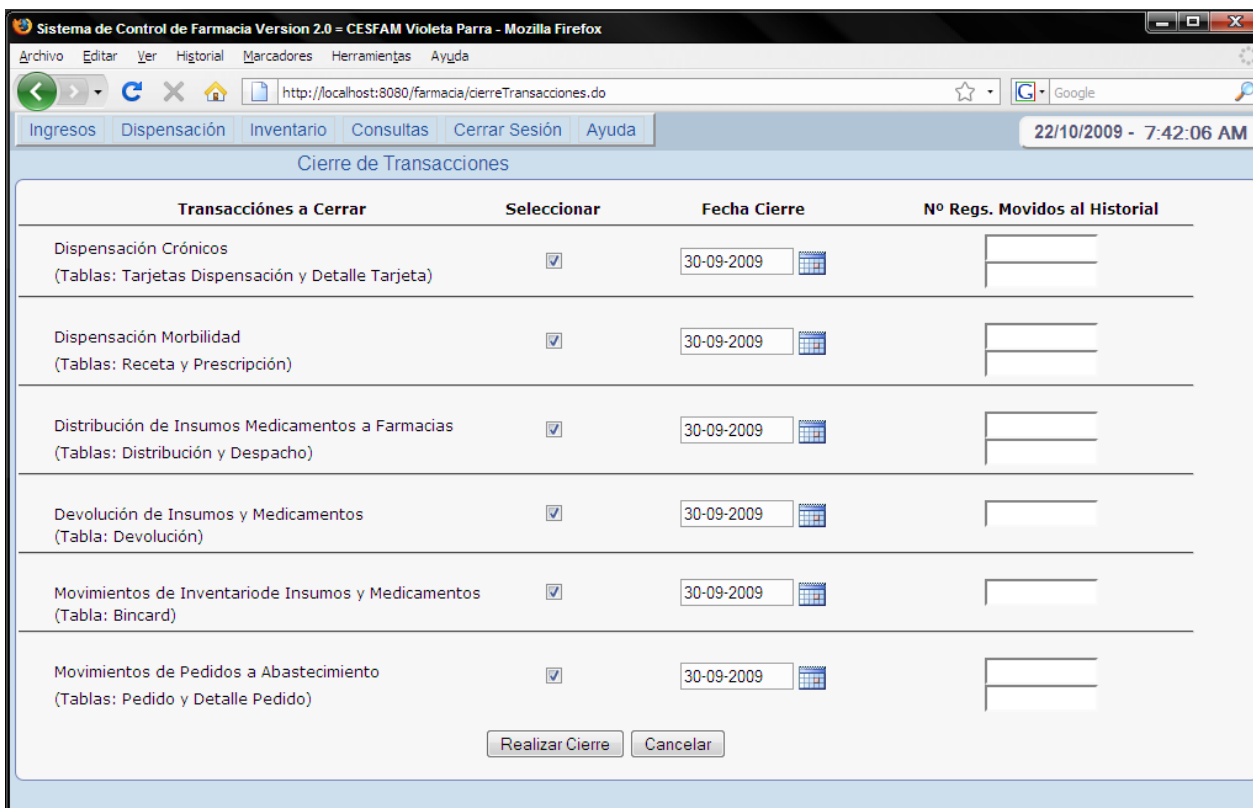 Sistema de Control de Farmacia Version 2.0 = CESFAM Violeta Parra - Mozilla Firefox
Archivo Editar Ver Historial Marcadores Herramientas Ayuda
http://localhost:8080/farmacia/cierreTransacciones.do G Google
Ingresos Dispensación Inventario Consultas Cerrar Sesión Ayuda 22/10/2009 - 7:42:06 AM
Cierre de Transacciones
Transacciónes a Cerrar Seleccionar Fecha Cierre Nº Regs. Movidos al Historial
Dispensación Crónicos
(Tablas: Tarjetas Dispensación y Detalle Tarjeta)
30-09-2009
Dispensación Morbilidad
(Tablas: Receta y Prescripción)
30-09-2009
Distribución de Insumos Medicamentos a Farmacias
(Tablas: Distribución y Despacho)
30-09-2009
Devolución de Insumos y Medicamentos
(Tabla: Devolución)
30-09-2009
Movimientos de Inventariode Insumos y Medicamentos
(Tabla: Bincard)
30-09-2009
Movimientos de Pedidos a Abastecimiento
(Tablas: Pedido y Detalle Pedido)
30-09-2009
Realizar Cierre Cancelar